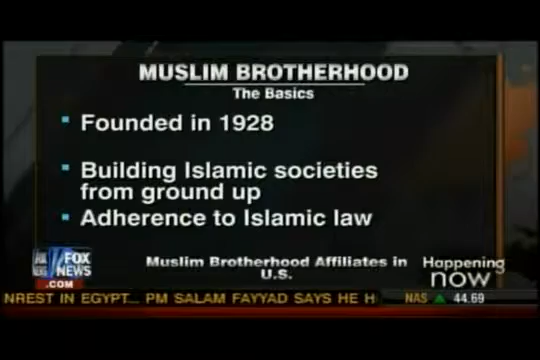 MUSLIM BROTHERHOOD
The Basics
Founded in 1928
Building Islamic societies
from ground up
Adherence to Islamic law
FOX
NEWS
.COM
Muslim Brotherhood Affiliates in
U.S.
Happening
now
NREST IN EGYPT... PM SALAM FAYYAD SAYS HE H
NAS ▲ 44.69